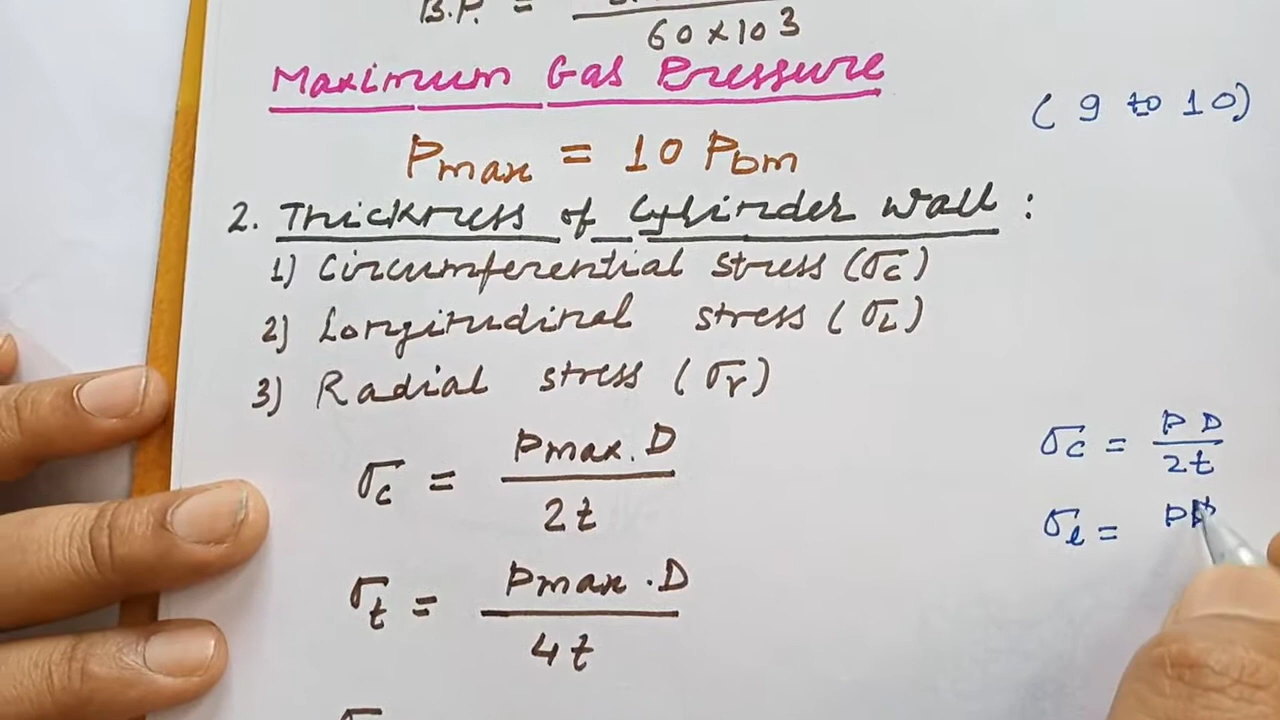 B.P. =
60 × 10 3
Maximum Gas Pressure
( 9 to 10)
Pmax = 10 Pbm
2. Thickness of Cylinder wall :
1) Circumferential stress (σc)
2) Longitudinal stress (σL)
3) Radial stress (σr)
σc = Pmax. D / 2t
σt = Pmax . D / 4t
σc = P D / 2t
σl = PD